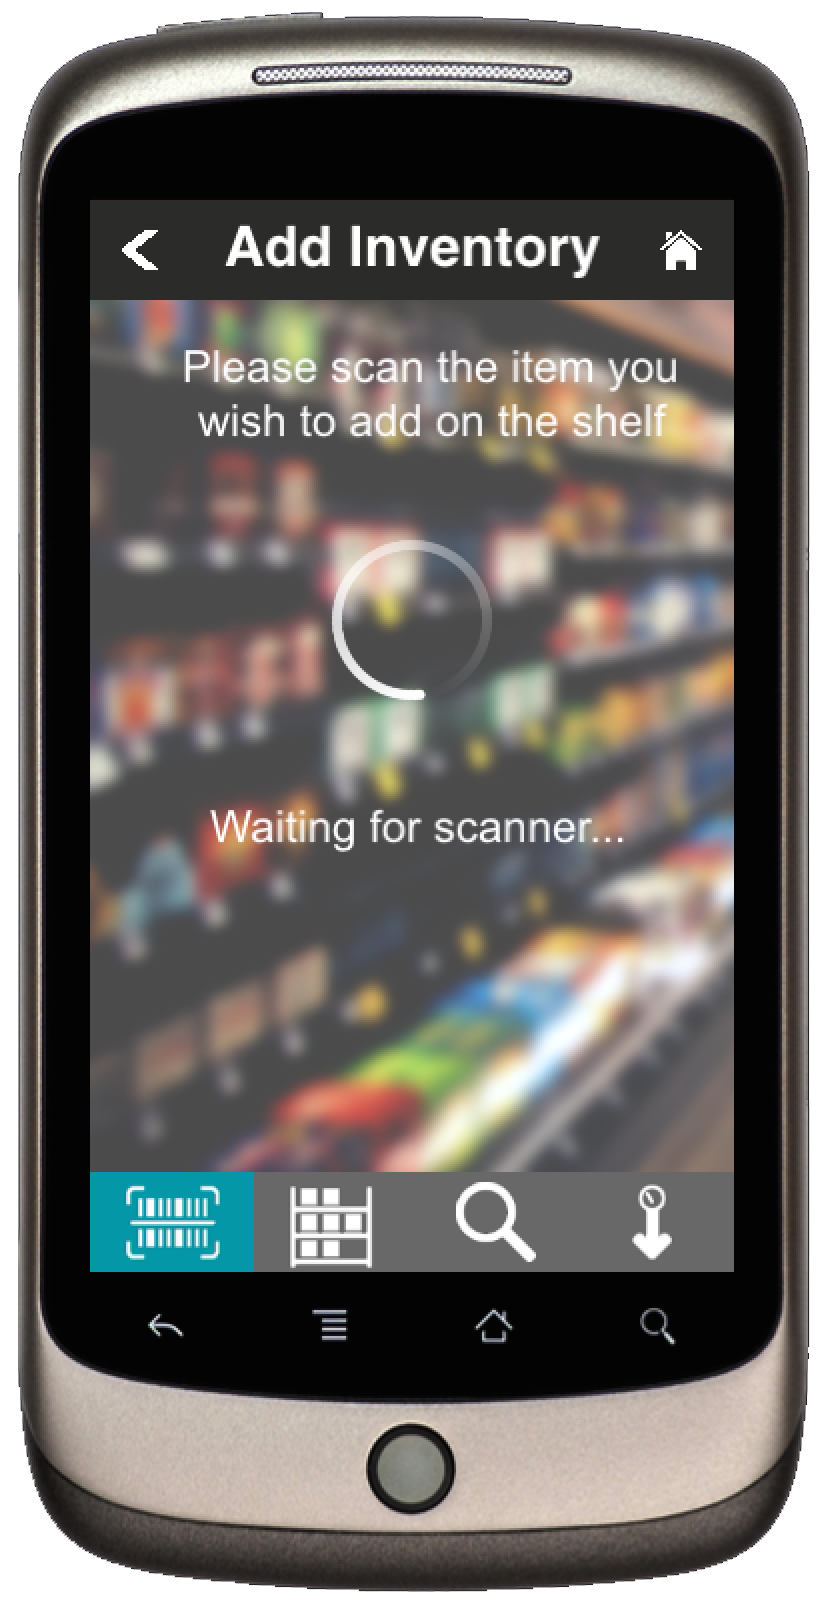 Add Inventory
Please scan the item you
wish to add on the shelf
Waiting for scanner...